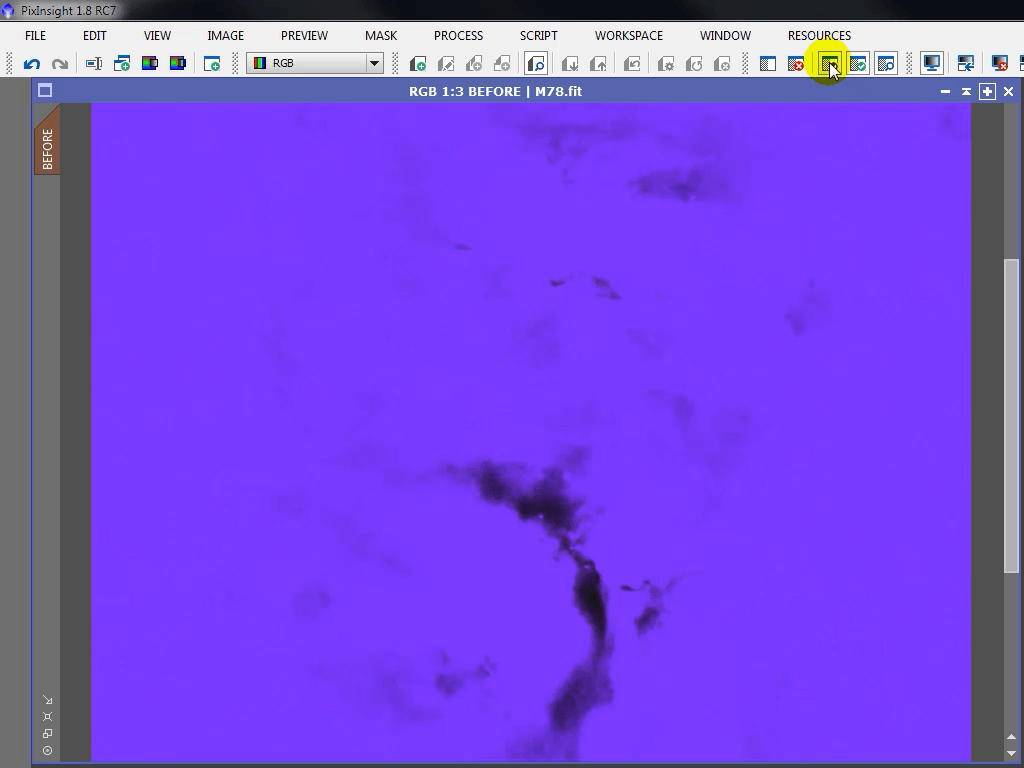 PixInsight 1.8 RC7
FILE EDIT VIEW IMAGE PREVIEW MASK PROCESS SCRIPT WORKSPACE WINDOW RESOURCES
RGB
RGB 1:3 BEFORE | M78.fit
BEFORE